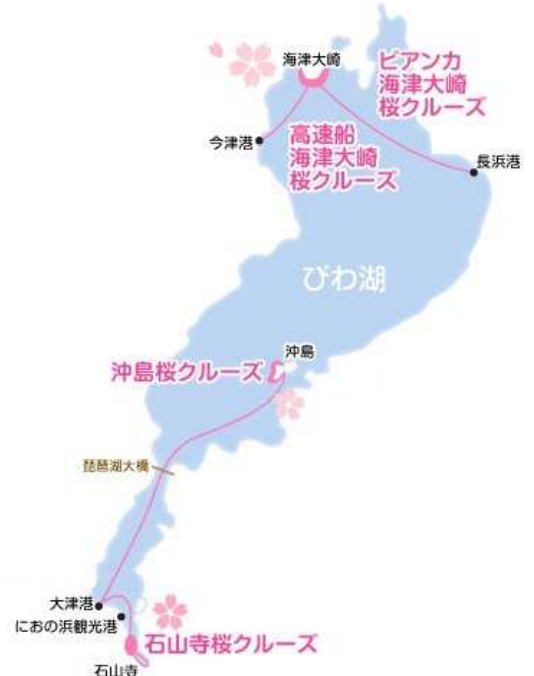 海津大崎
ビアンカ
海津大崎
桜クルーズ
今津港
高速船
海津大崎
桜クルーズ
長浜港
びわ湖
沖島
沖島桜クルーズ
琵琶湖大橋
大津港
におの浜観光港
石山寺桜クルーズ
石山寺